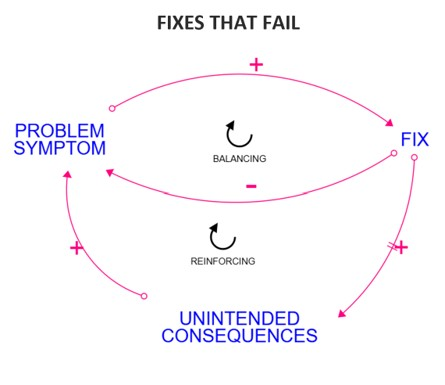 FIXES THAT FAIL
+
PROBLEM
SYMPTOM
FIX
BALANCING
-
REINFORCING
+
+
UNINTENDED
CONSEQUENCES